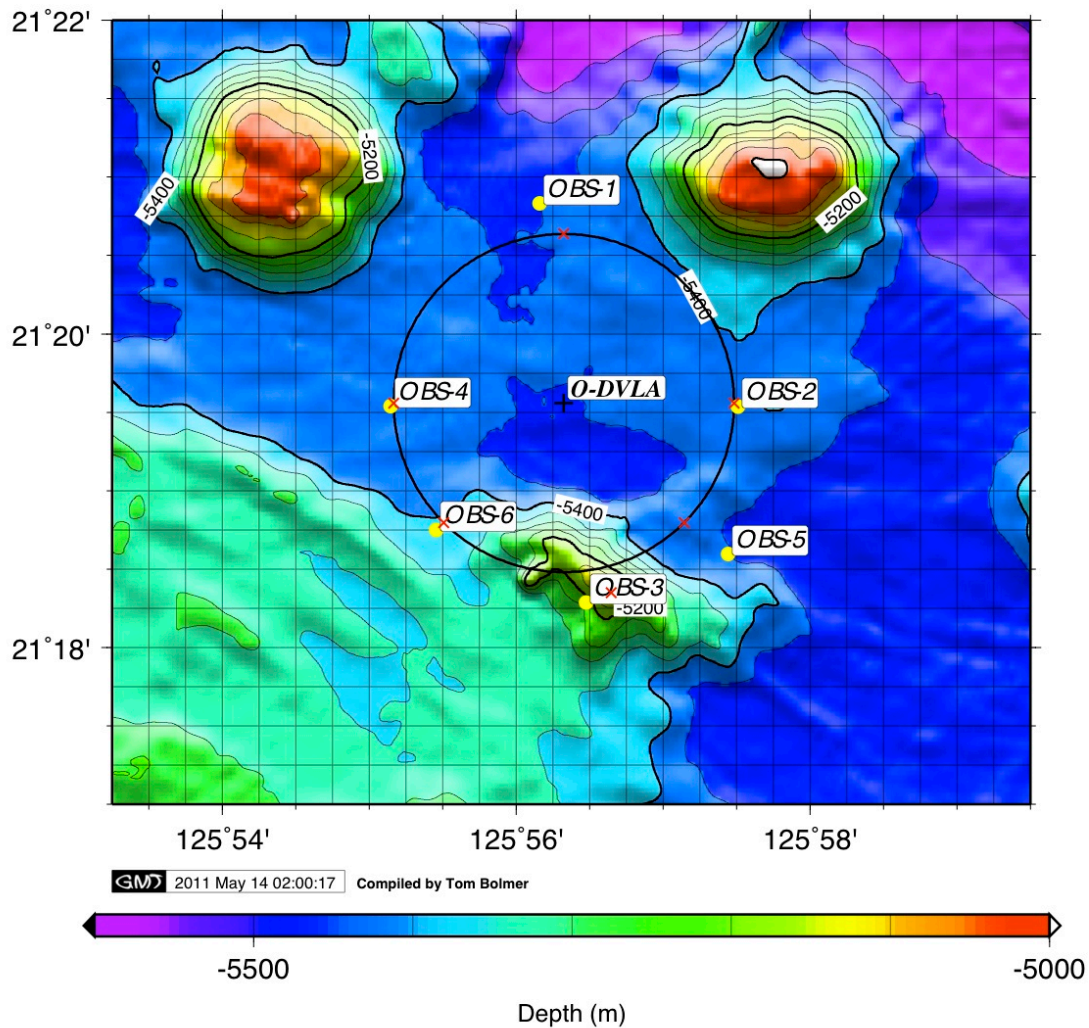 21°22'
-5200
-5400
OBS-1
-5200
-5400
21°20'
OBS-4
O-DVLA
OBS-2
-5400
OBS-6
OBS-5
OBS-3
-5200
21°18'
125°54'
125°56'
125°58'
GMT 2011 May 14 02:00:17 Compiled by Tom Bolmer
-5500
-5000
Depth (m)